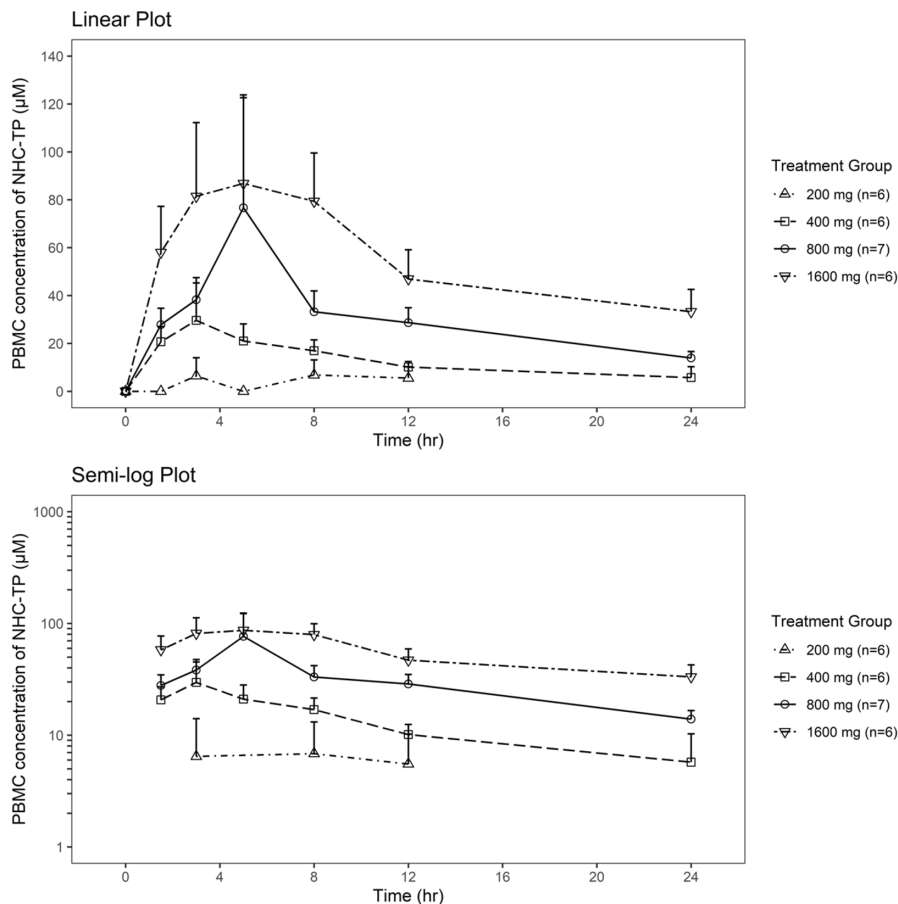 Linear Plot
PBMC concentration of NHC-TP (µM)
140
120
100
80
60
40
20
0
0 4 8 12 16 20 24
Time (hr)
Treatment Group
200 mg (n=6)
400 mg (n=6)
800 mg (n=7)
1600 mg (n=6)
Semi-log Plot
PBMC concentration of NHC-TP (µM)
1000
100
10
1
0 4 8 12 16 20 24
Time (hr)
Treatment Group
200 mg (n=6)
400 mg (n=6)
800 mg (n=7)
1600 mg (n=6)